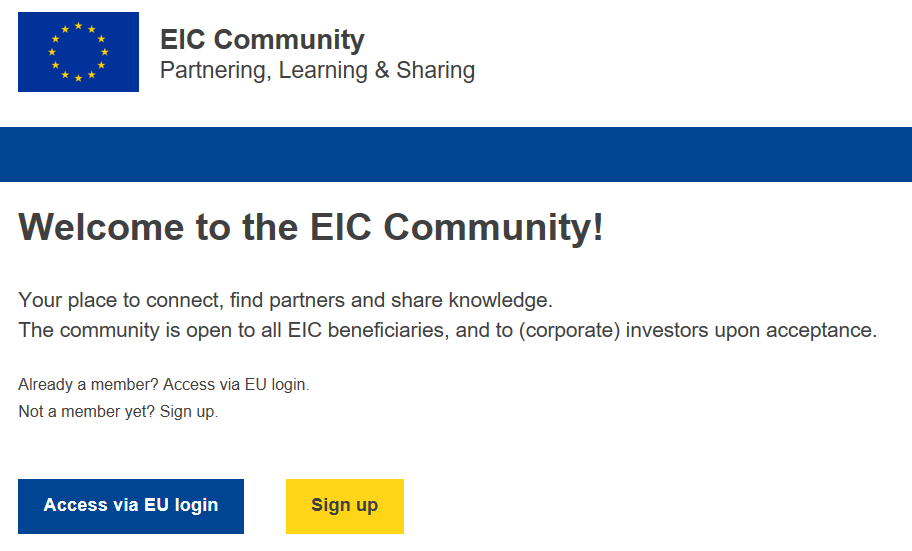 EIC Community
Partnering, Learning & Sharing
Welcome to the EIC Community!
Your place to connect, find partners and share knowledge.
The community is open to all EIC beneficiaries, and to (corporate) investors upon acceptance.
Already a member? Access via EU login.
Not a member yet? Sign up.
Access via EU login
Sign up